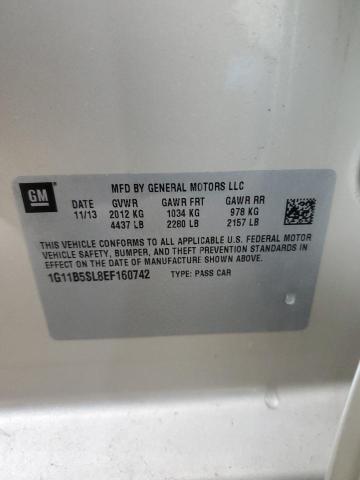 GM
MFD BY GENERAL MOTORS LLC
DATE GVWR GAWR FRT GAWR RR
11/13 2012 KG 1034 KG 978 KG
4437 LB 2280 LB 2157 LB
THIS VEHICLE CONFORMS TO ALL APPLICABLE U.S. FEDERAL MOTOR
VEHICLE SAFETY, BUMPER, AND THEFT PREVENTION STANDARDS
IN EFFECT ON THE DATE OF MANUFACTURE SHOWN ABOVE.
1G11B5SL8EF160742 TYPE: PASS CAR